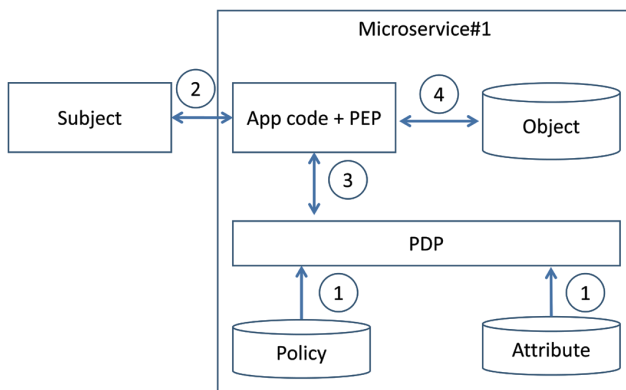 Microservice#1
Subject
2
App code + PEP
4
Object
3
PDP
1
1
Policy
Attribute